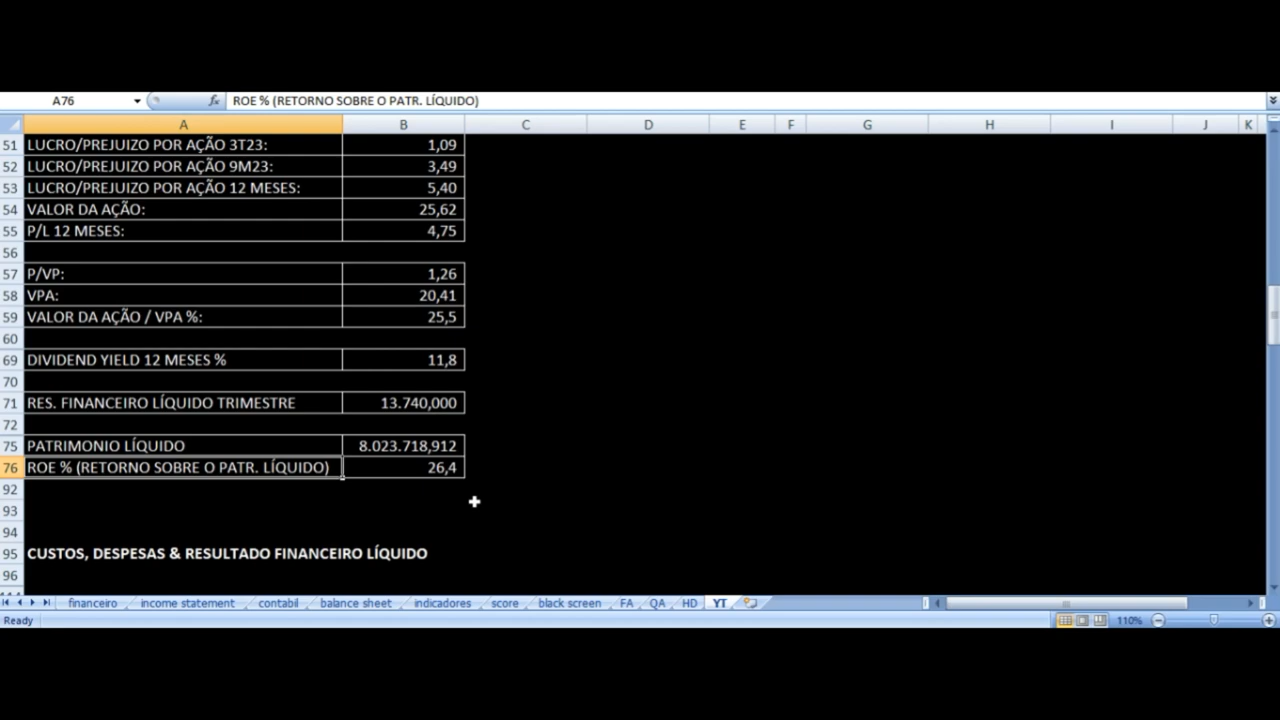 A76 fx ROE % (RETORNO SOBRE O PATR. LÍQUIDO)
A B C D E F G H I J K
51 LUCRO/PREJUIZO POR AÇÃO 3T23: 1,09
52 LUCRO/PREJUIZO POR AÇÃO 9M23: 3,49
53 LUCRO/PREJUIZO POR AÇÃO 12 MESES: 5,40
54 VALOR DA AÇÃO: 25,62
55 P/L 12 MESES: 4,75
56
57 P/VP: 1,26
58 VPA: 20,41
59 VALOR DA AÇÃO / VPA %: 25,5
60
69 DIVIDEND YIELD 12 MESES % 11,8
70
71 RES. FINANCEIRO LÍQUIDO TRIMESTRE 13.740,000
72
75 PATRIMONIO LÍQUIDO 8.023.718,912
76 ROE % (RETORNO SOBRE O PATR. LÍQUIDO) 26,4
92
93
94
95 CUSTOS, DESPESAS & RESULTADO FINANCEIRO LÍQUIDO
96
financeiro income statement contabil balance sheet indicadores score black screen FA QA HD YT
Ready 110%